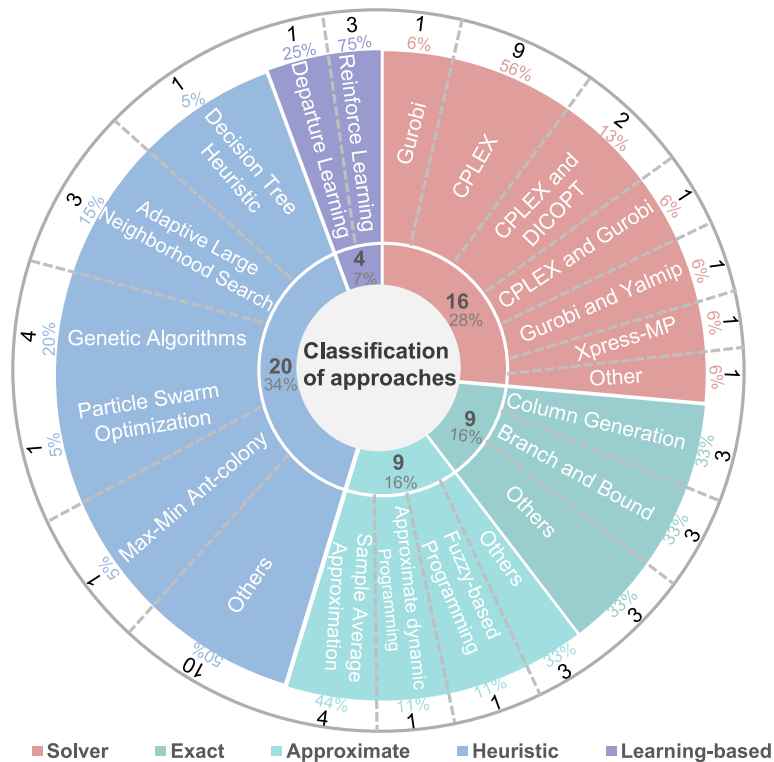 Classification
of approaches
16
28%
Gurobi
1
6%
CPLEX
9
56%
CPLEX and
DICOPT
2
13%
CPLEX and Gurobi
1
6%
Gurobi and Yalmip
1
6%
Xpress-MP
1
6%
Other
1
6%
9
16%
Column Generation
3
33%
Branch and Bound
3
33%
Others
3
33%
9
16%
Others
3
33%
Fuzzy-based
Programming
1
11%
Approximate dynamic
Programming
1
11%
Sample Average
Approximation
4
44%
20
34%
Others
10
50%
Max-Min Ant-colony
1
5%
Particle Swarm
Optimization
1
5%
Genetic Algorithms
4
20%
Adaptive Large
Neighborhood Search
3
15%
Decision Tree
Heuristic
1
5%
4
7%
Departure Learning
1
25%
Reinforce Learning
3
75%
Solver
Exact
Approximate
Heuristic
Learning-based